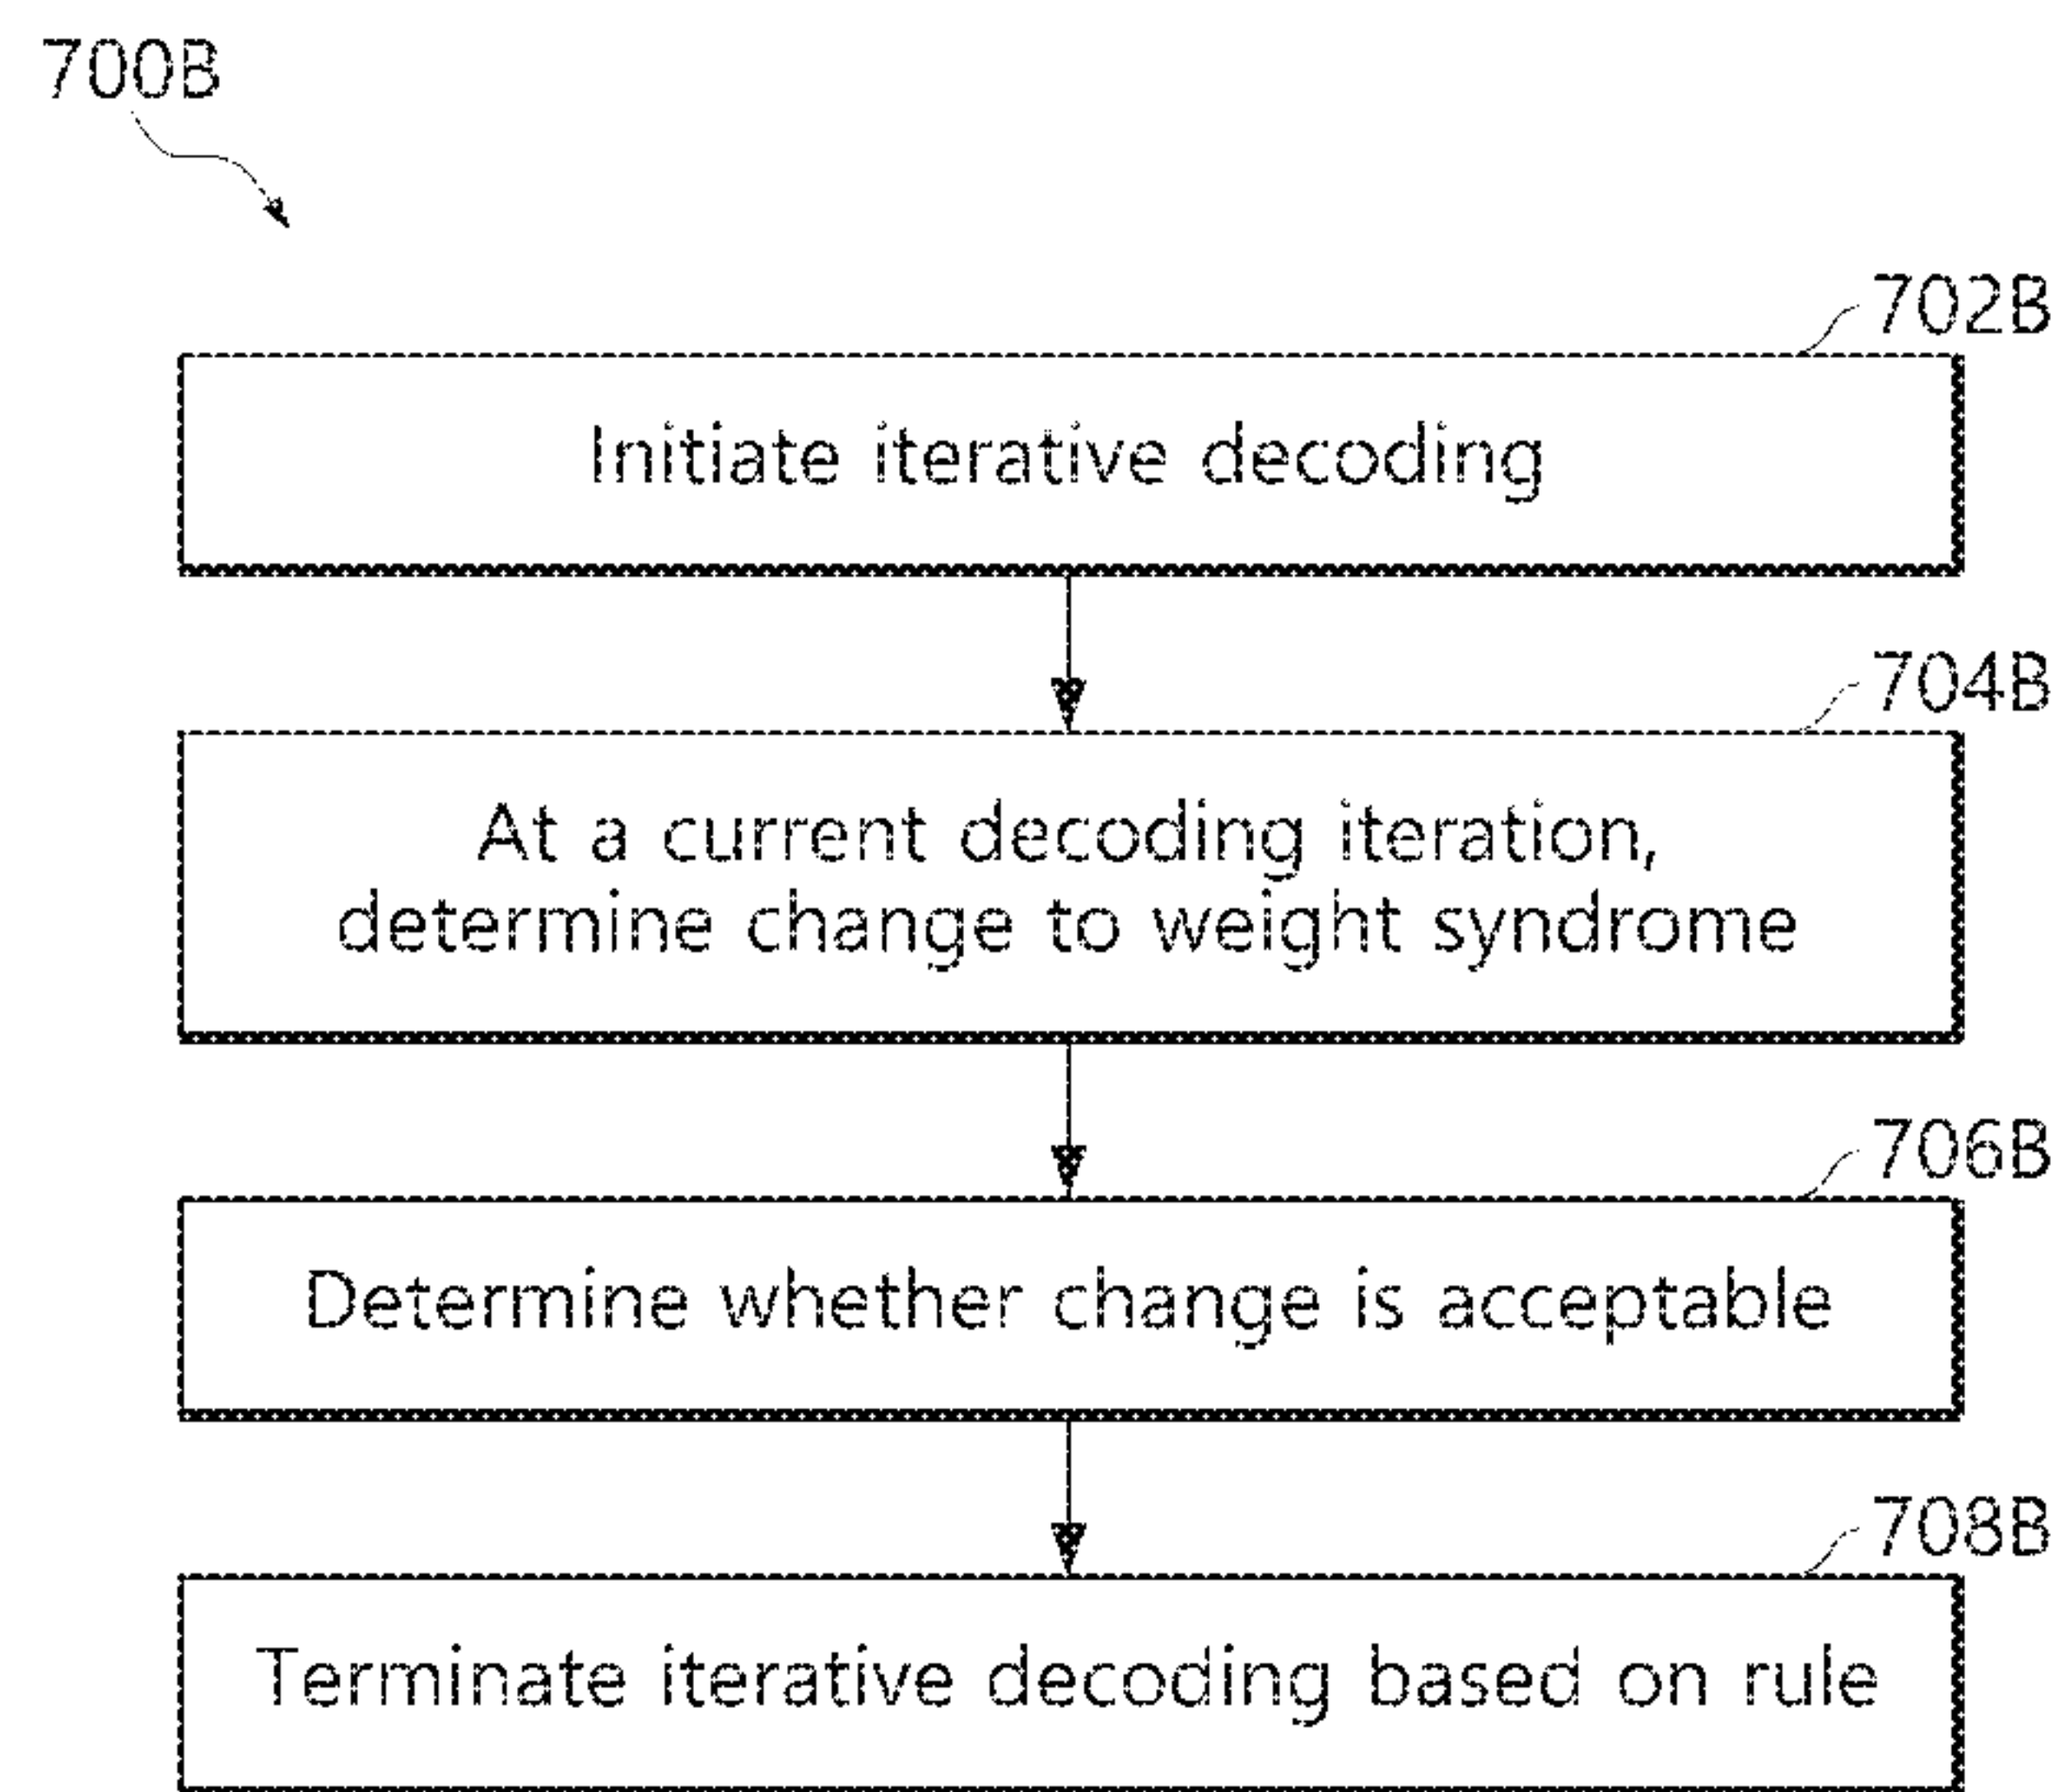 700B
702B
Initiate iterative decoding
704B
At a current decoding iteration,
determine change to weight syndrome
706B
Determine whether change is acceptable
708B
Terminate iterative decoding based on rule